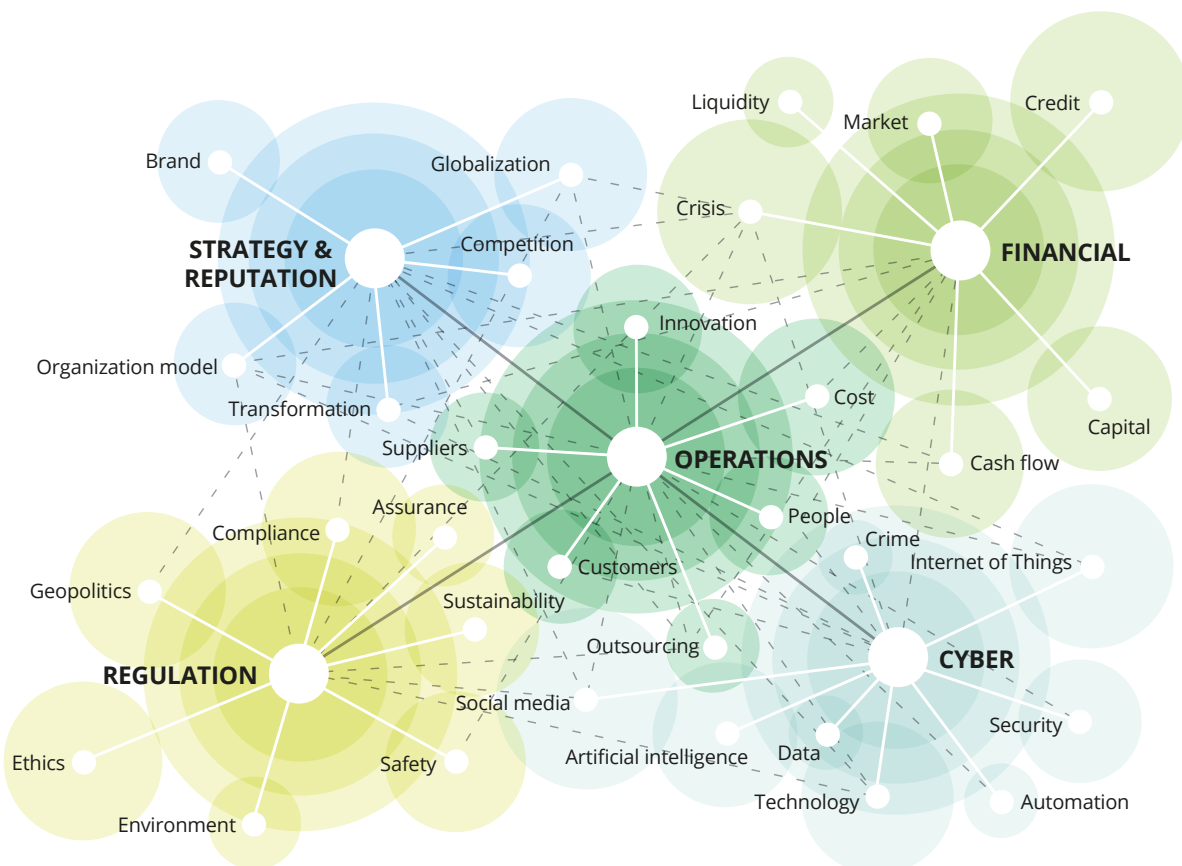 Liquidity
Market
Credit
Brand
Globalization
Crisis
STRATEGY &
REPUTATION
Competition
FINANCIAL
Innovation
Organization model
Transformation
Cost
Suppliers
Capital
OPERATIONS
Cash flow
Assurance
Compliance
People
Crime
Internet of Things
Customers
Geopolitics
Sustainability
Outsourcing
REGULATION
CYBER
Social media
Security
Artificial intelligence
Data
Ethics
Safety
Technology
Automation
Environment